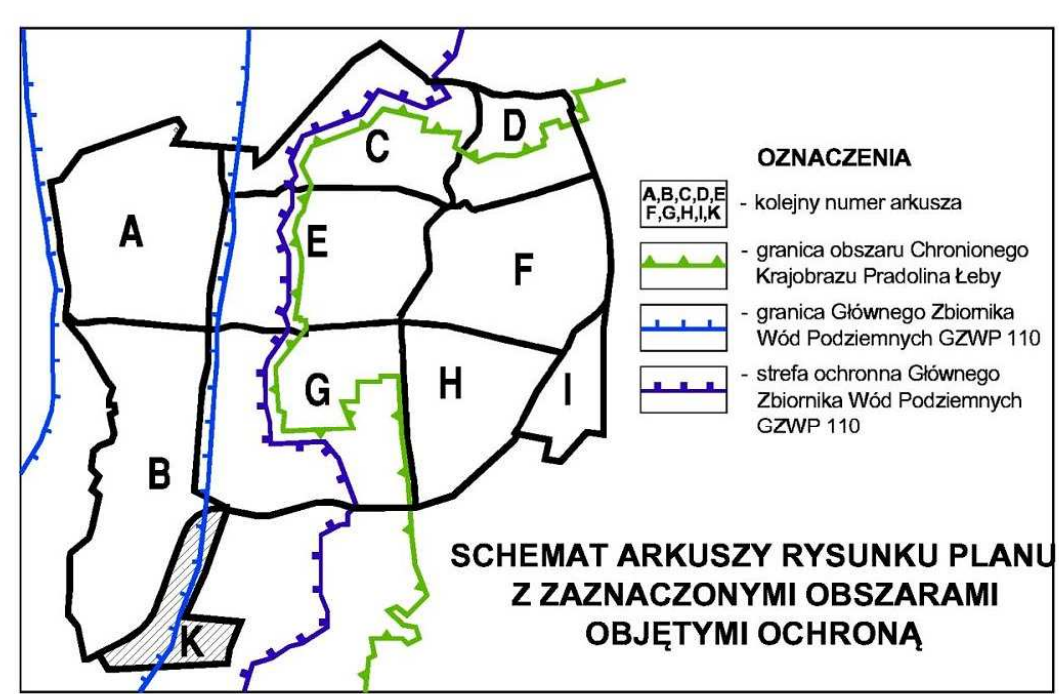 A
B
C
D
E
F
G
H
I
K
OZNACZENIA
A,B,C,D,E
F,G,H,I,K
- kolejny numer arkusza
- granica obszaru Chronionego
Krajobrazu Pradolina Łeby
- granica Głównego Zbiornika
Wód Podziemnych GZWP 110
- strefa ochronna Głównego
Zbiornika Wód Podziemnych
GZWP 110
SCHEMAT ARKUSZY RYSUNKU PLANU
Z ZAZNACZONYMI OBSZARAMI
OBJĘTYMI OCHRONĄ